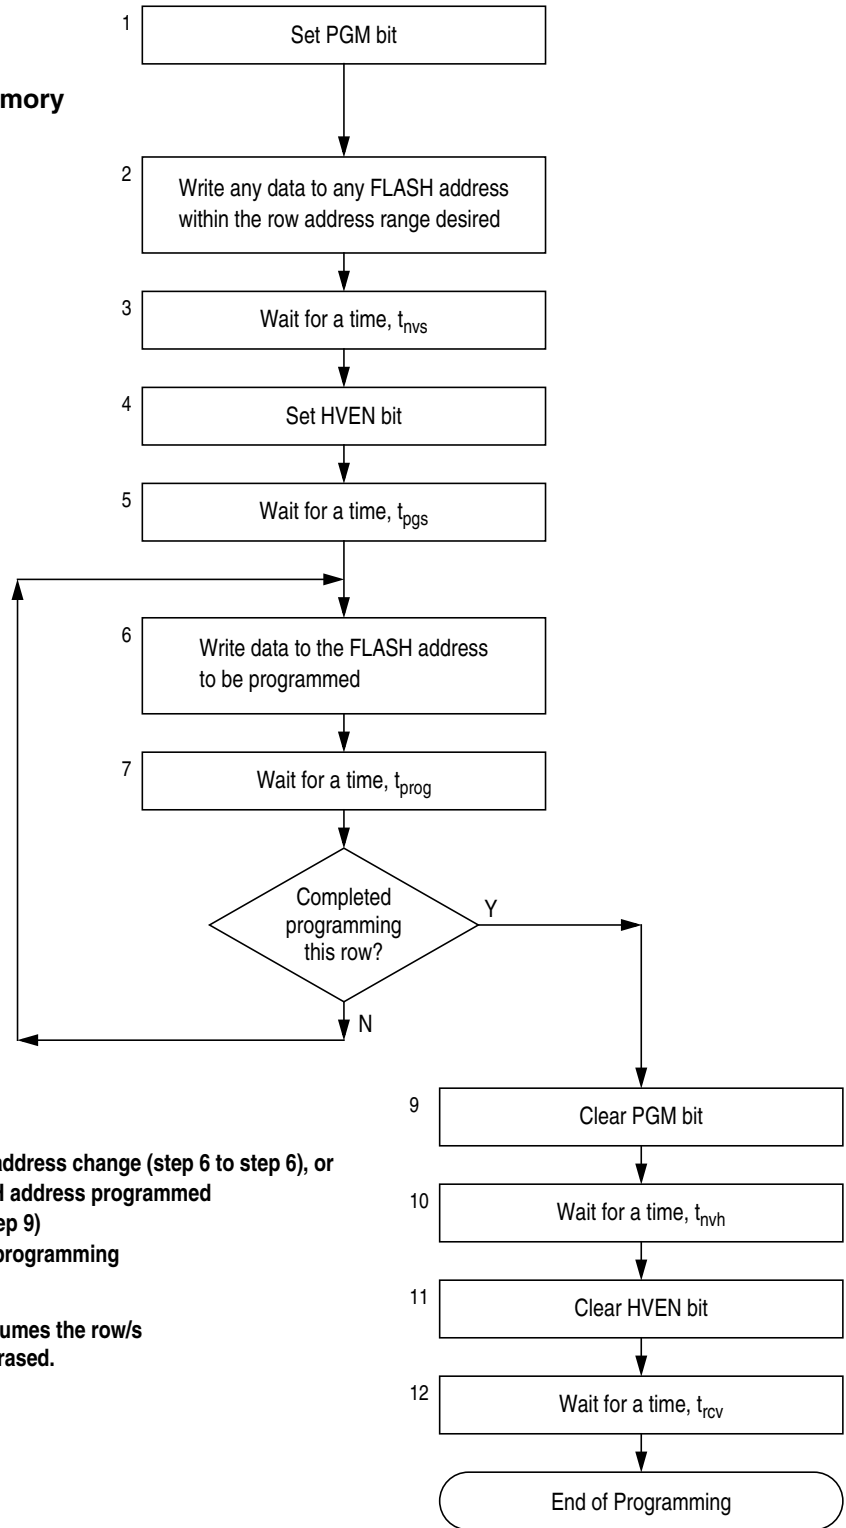 1
Set PGM bit
mory
2
Write any data to any FLASH address
within the row address range desired
3
Wait for a time, tnvs
4
Set HVEN bit
5
Wait for a time, tpgs
6
Write data to the FLASH address
to be programmed
7
Wait for a time, tprog
Completed
programming
this row?
Y
N
9
Clear PGM bit
address change (step 6 to step 6), or
address programmed
ep 9)
programming
10
Wait for a time, tnvh
11
Clear HVEN bit
umes the row/s
rased.
12
Wait for a time, trcv
End of Programming